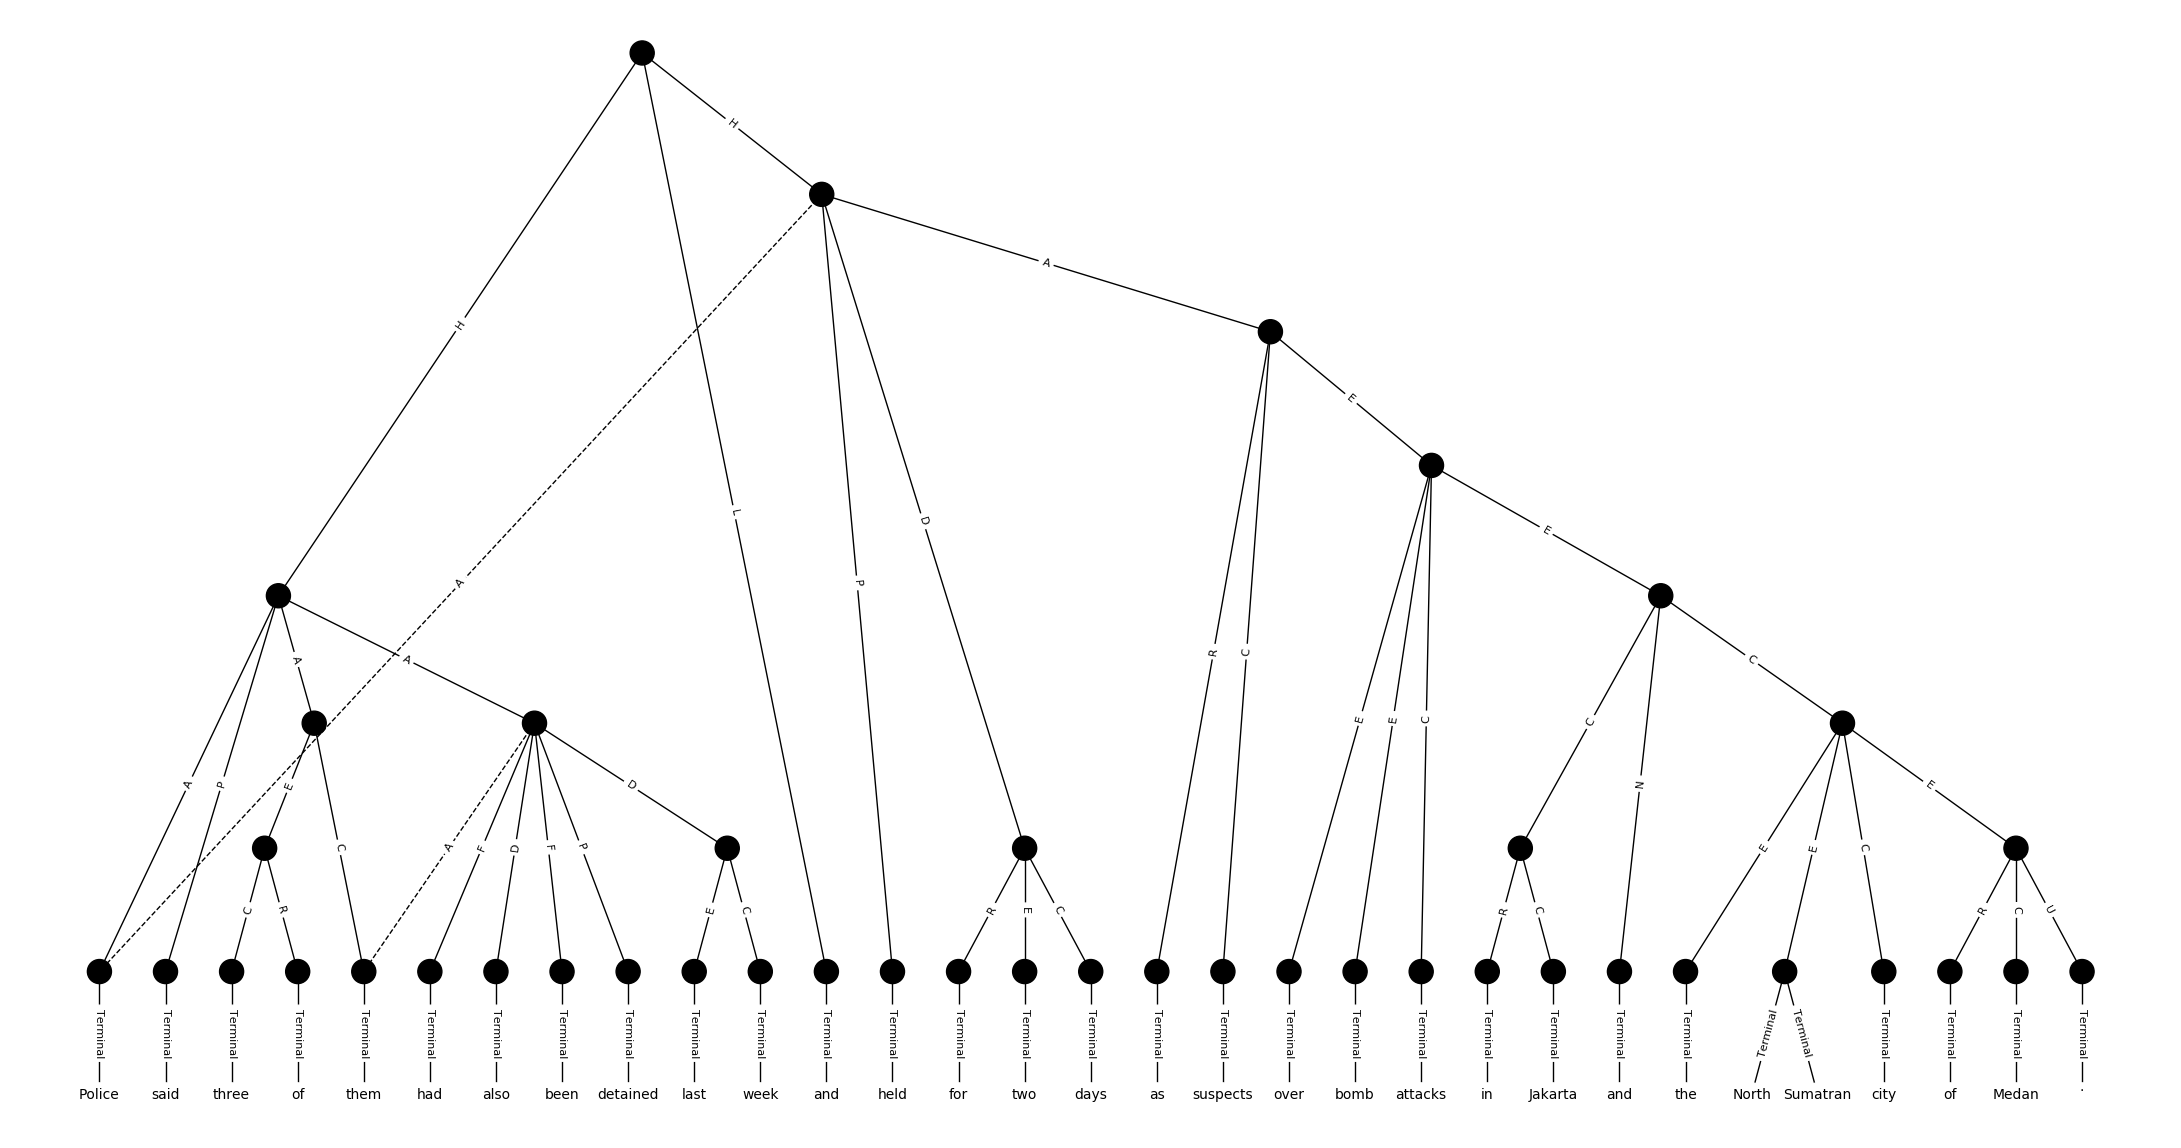 H
A
H
E
L
D
E
A
P
R
C
A
A
C
E
E
C
C
A
P
E
D
N
E
C
A
F
D
F
P
E
E
C
C
R
E
C
R
E
C
R
C
R
C
U
Terminal Terminal Terminal Terminal Terminal Terminal Terminal Terminal Terminal Terminal Terminal Terminal Terminal Terminal Terminal Terminal Terminal Terminal Terminal Terminal Terminal Terminal Terminal Terminal Terminal Terminal Terminal Terminal Terminal Terminal Terminal
Police said three of them had also been detained last week and held for two days as suspects over bomb attacks in Jakarta and the North Sumatran city of Medan .